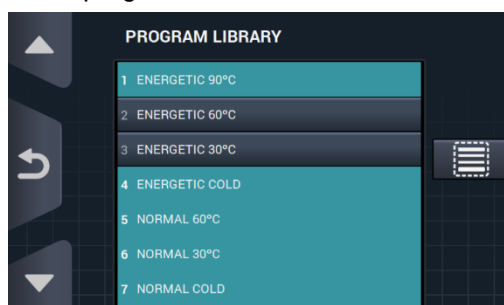 PROGRAM LIBRARY
1 ENERGETIC 90ºC
2 ENERGETIC 60ºC
3 ENERGETIC 30ºC
4 ENERGETIC COLD
5 NORMAL 60ºC
6 NORMAL 30ºC
7 NORMAL COLD